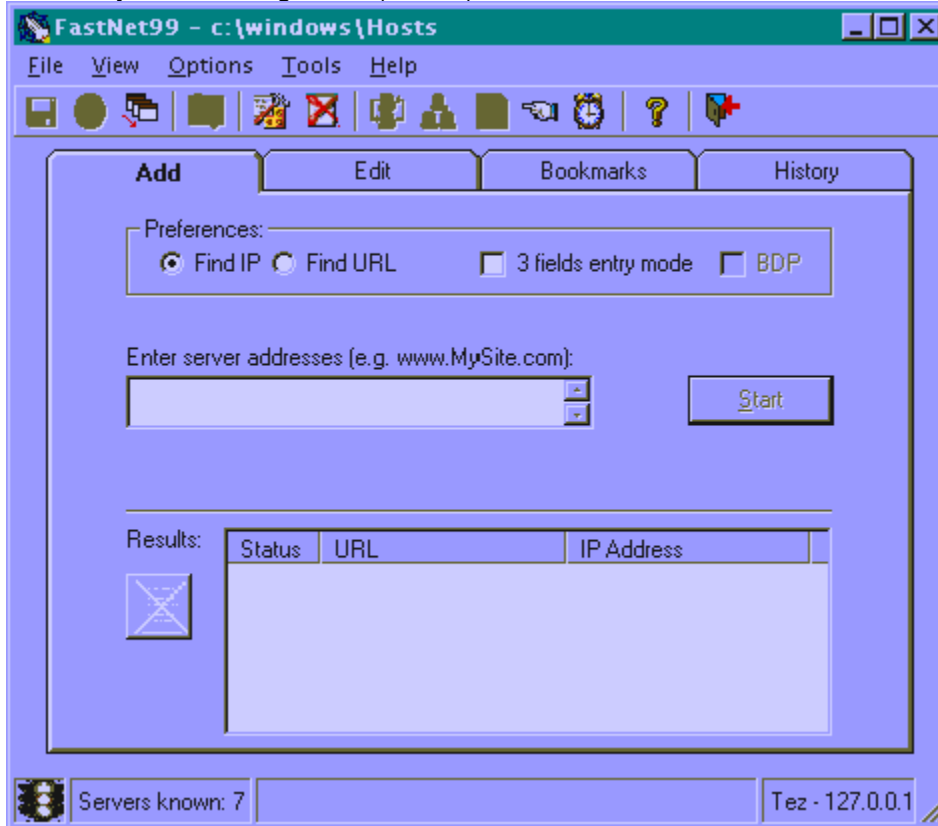 FastNet99 - c:\windows\Hosts
File View Options Tools Help
Add Edit Bookmarks History
Preferences:
Find IP Find URL 3 fields entry mode BDP
Enter server addresses (e.g. www.MySite.com):
Start
Results:
Status URL IP Address
Servers known: 7 Tez - 127.0.0.1